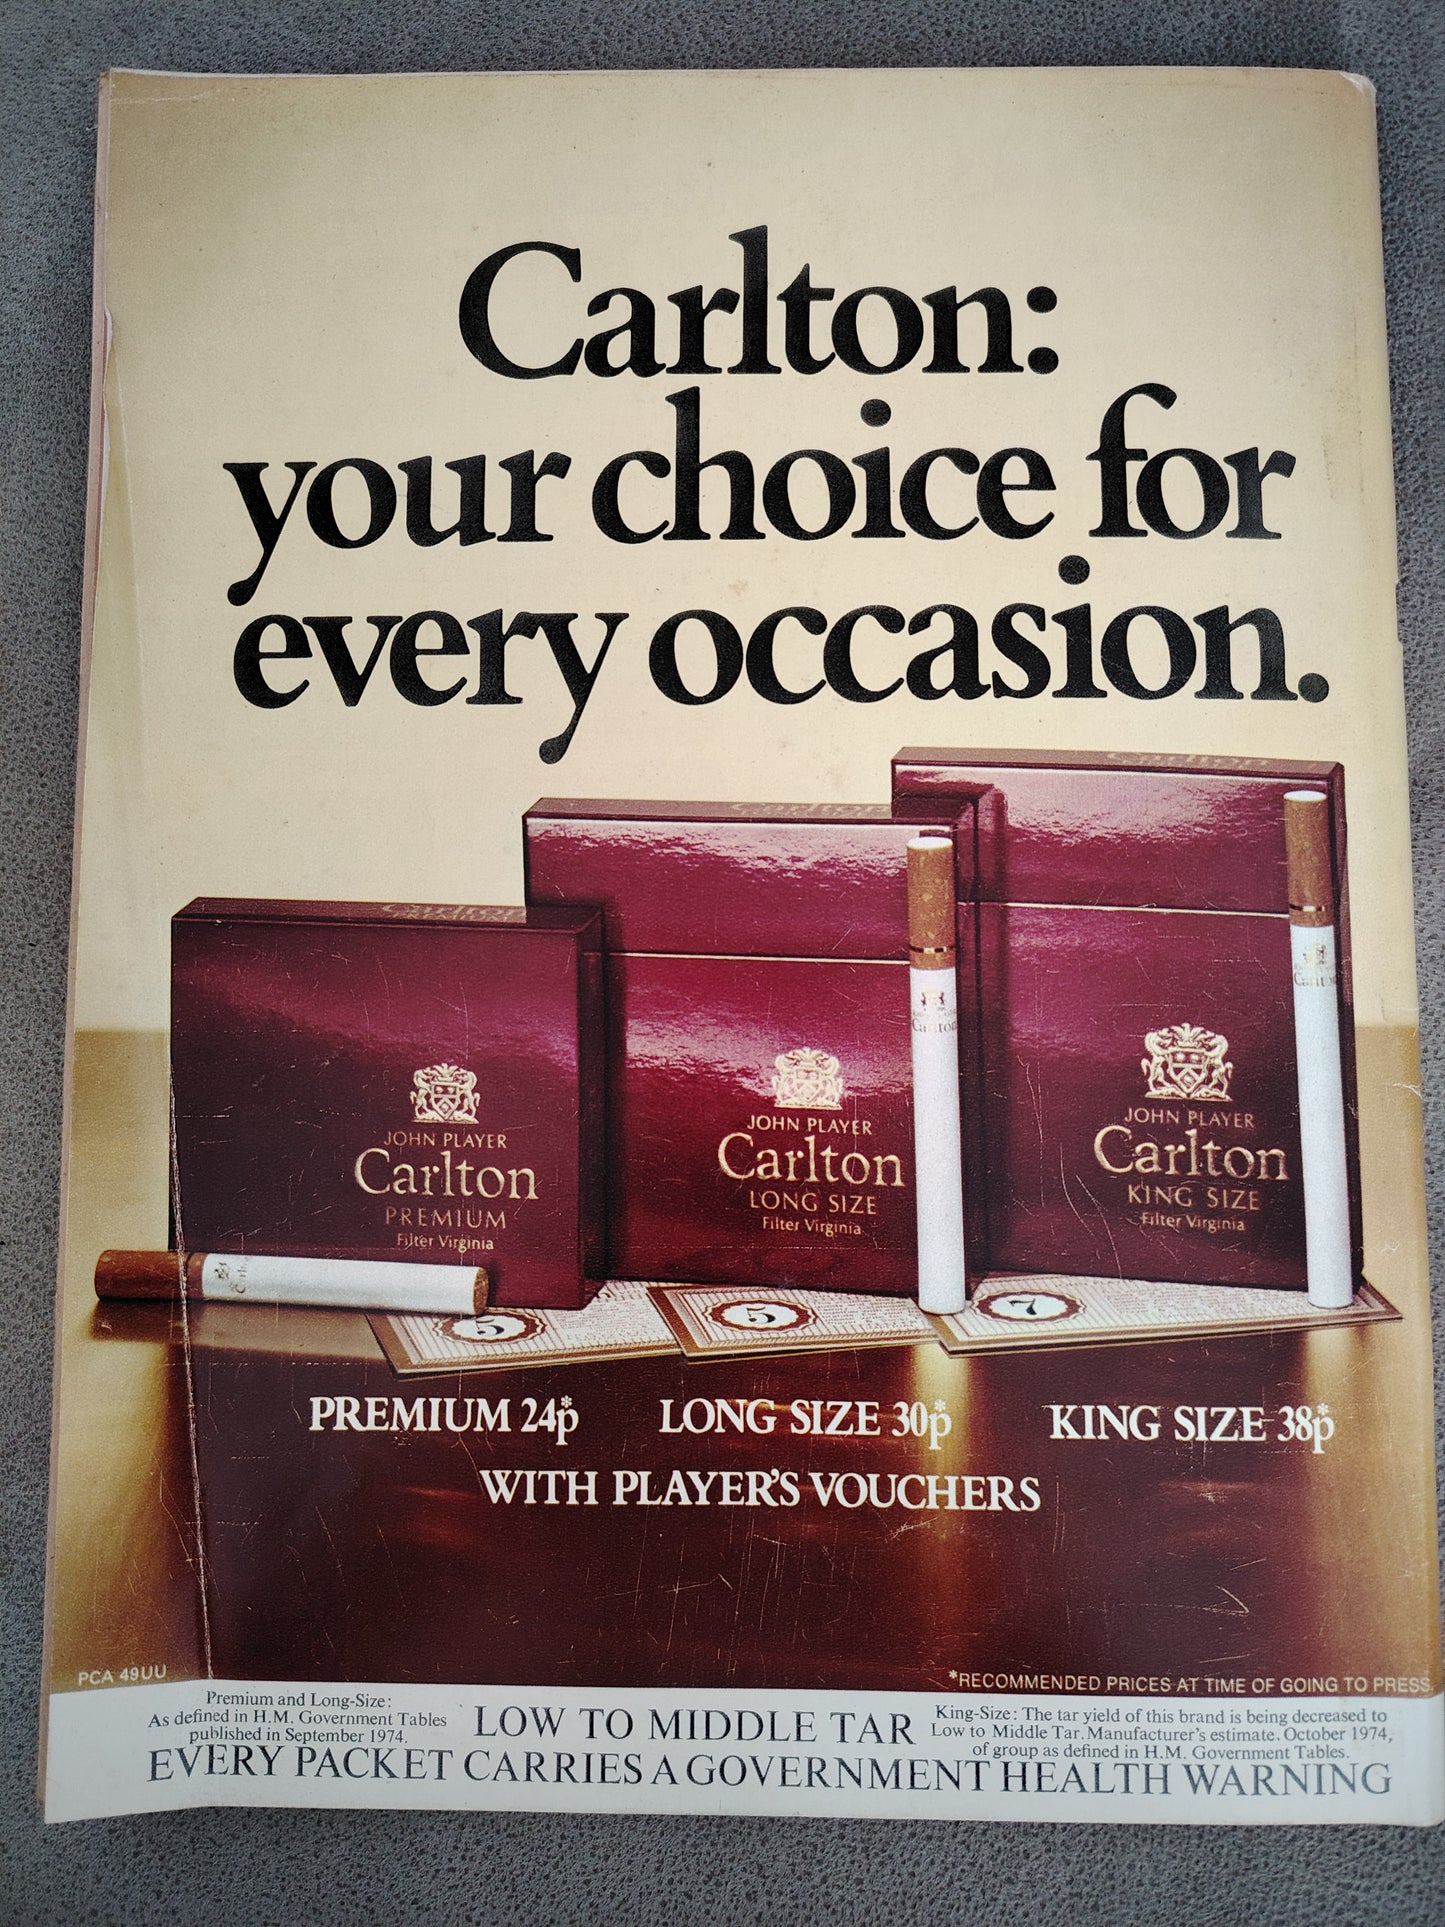 Carlton:
your choice for
every occasion.
Carlton
Carlton
Carlton
JOHN PLAYER
Carlton
PREMIUM
Filter Virginia
JOHN PLAYER
Carlton
LONG SIZE
Filter Virginia
JOHN PLAYER
Carlton
KING SIZE
Filter Virginia
Carlton
Carlton
5
5
7
PREMIUM 24p*
LONG SIZE 30p*
KING SIZE 38p*
WITH PLAYER'S VOUCHERS
PCA 49UU
*RECOMMENDED PRICES AT TIME OF GOING TO PRESS
Premium and Long-Size:
As defined in H.M. Government Tables
published in September 1974.
LOW TO MIDDLE TAR
King-Size: The tar yield of this brand is being decreased to
Low to Middle Tar. Manufacturer's estimate, October 1974,
of group as defined in H.M. Government Tables.
EVERY PACKET CARRIES A GOVERNMENT HEALTH WARNING